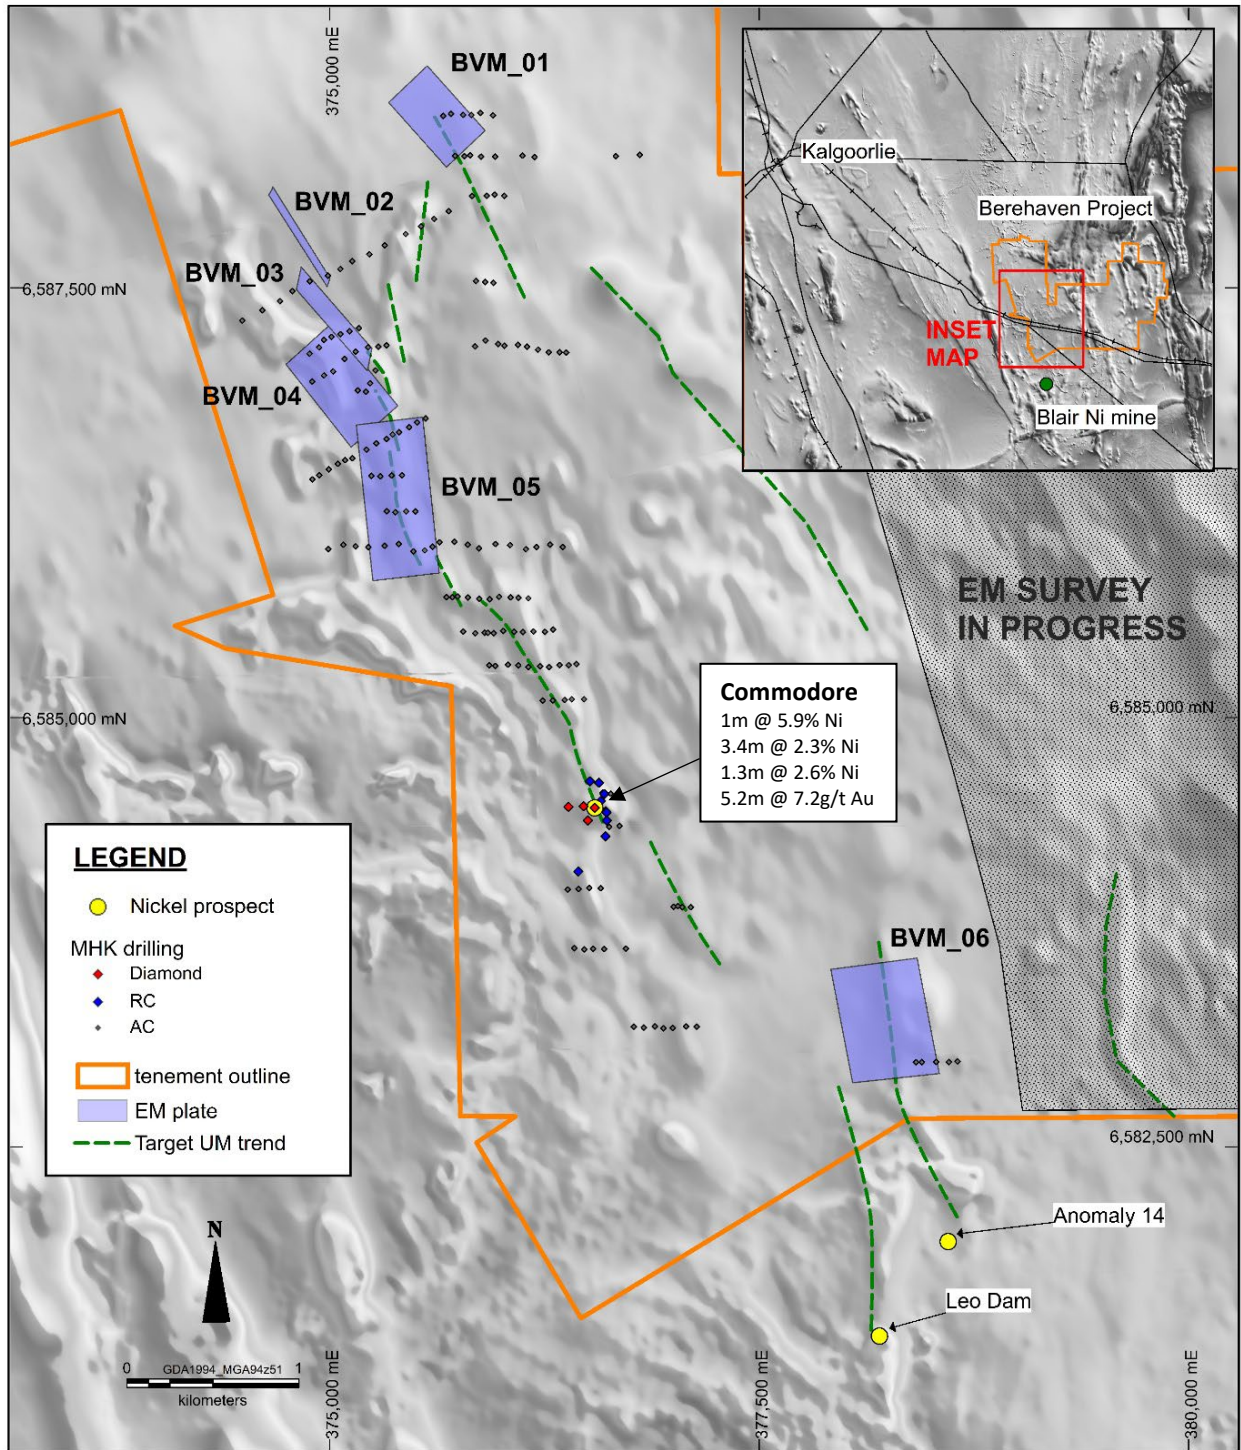 375,000 mE
BVM_01
Kalgoorlie
BVM_02
Berehaven Project
BVM_03
6,587,500 mN
INSET
MAP
BVM_04
Blair Ni mine
BVM_05
EM SURVEY
IN PROGRESS
Commodore
1m @ 5.9% Ni
3.4m @ 2.3% Ni
1.3m @ 2.6% Ni
5.2m @ 7.2g/t Au
6,585,000 mN
6,585,000 mN
LEGEND
Nickel prospect
MHK drilling
Diamond
RC
AC
tenement outline
EM plate
Target UM trend
BVM_06
6,582,500 mN
Anomaly 14
N
Leo Dam
0 GDA1994_MGA94z51 1
kilometers
375,000 mE
377,500 mE
380,000 mE